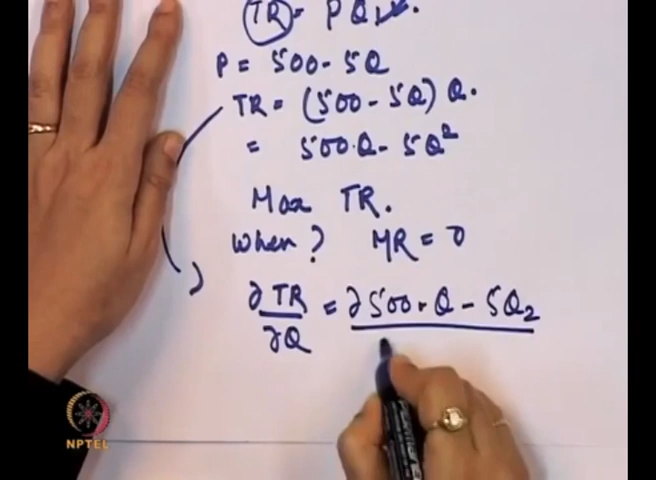 TR = PQ
P = 500 - 5Q
TR = (500 - 5Q) Q.
= 500.Q - 5Q²
Max TR.
When? MR = 0
∂TR/∂Q = ∂500.Q - 5Q₂
NPTEL